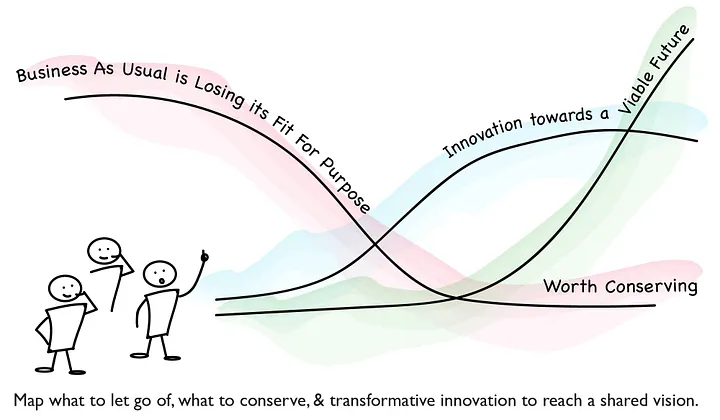 Business As Usual is Losing its Fit For Purpose
Innovation towards a Viable Future
Worth Conserving
Map what to let go of, what to conserve, & transformative innovation to reach a shared vision.